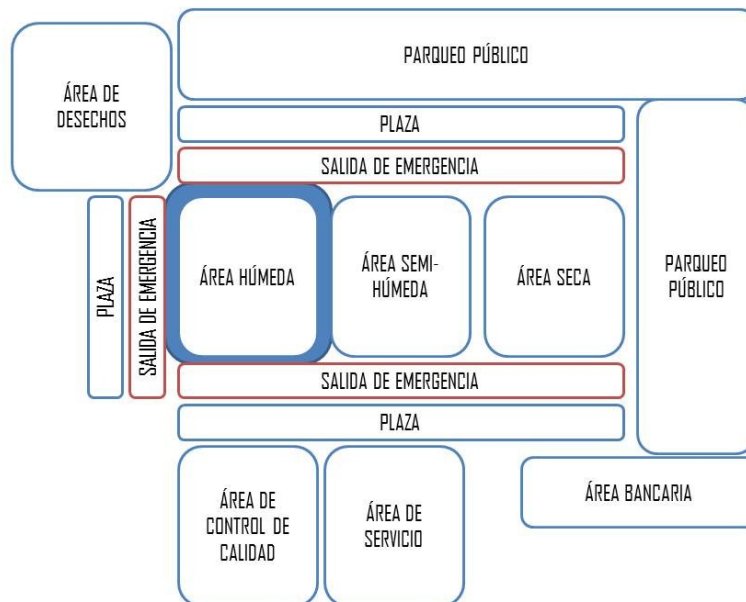 PARQUEO PÚBLICO
ÁREA DE
DESECHOS
PLAZA
SALIDA DE EMERGENCIA
PLAZA
SALIDA DE EMERGENCIA
ÁREA HÚMEDA
ÁREA SEMI-
HÚMEDA
ÁREA SECA
PARQUEO
PÚBLICO
SALIDA DE EMERGENCIA
PLAZA
ÁREA DE
CONTROL DE
CALIDAD
ÁREA DE
SERVICIO
ÁREA BANCARIA